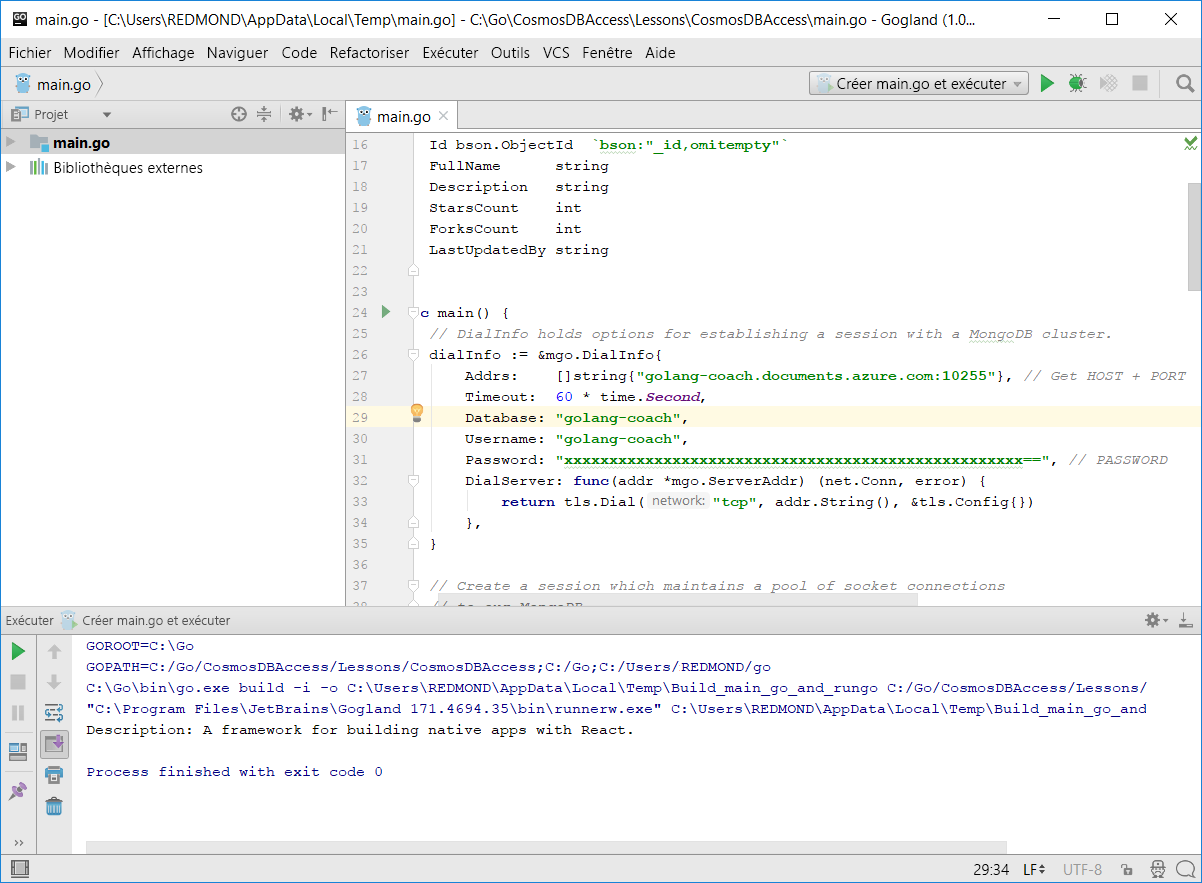 main.go - [C:\Users\REDMOND\AppData\Local\Temp\main.go] - C:\Go\CosmosDBAccess\Lessons\CosmosDBAccess\main.go - Gogland (1.0...
Fichier Modifier Affichage Naviguer Code Refactoriser Exécuter Outils VCS Fenêtre Aide
main.go Créer main.go et exécuter
Projet main.go
main.go
Bibliothèques externes
16 Id bson.ObjectId `bson:"_id,omitempty"`
17 FullName string
18 Description string
19 StarsCount int
20 ForksCount int
21 LastUpdatedBy string
22
23
24 c main() {
25 // DialInfo holds options for establishing a session with a MongoDB cluster.
26 dialInfo := &mgo.DialInfo{
27 Addrs: []string{"golang-coach.documents.azure.com:10255"}, // Get HOST + PORT
28 Timeout: 60 * time.Second,
29 Database: "golang-coach",
30 Username: "golang-coach",
31 Password: "xxxxxxxxxxxxxxxxxxxxxxxxxxxxxxxxxxxxxxxxxxxxxxxxxxx==", // PASSWORD
32 DialServer: func(addr *mgo.ServerAddr) (net.Conn, error) {
33 return tls.Dial( network: "tcp", addr.String(), &tls.Config{})
34 },
35 }
36
37 // Create a session which maintains a pool of socket connections
38 // to our MongoDB
Exécuter Créer main.go et exécuter
GOROOT=C:\Go
GOPATH=C:/Go/CosmosDBAccess/Lessons/CosmosDBAccess;C:/Go;C:/Users/REDMOND/go
C:\Go\bin\go.exe build -i -o C:\Users\REDMOND\AppData\Local\Temp\Build_main_go_and_rungo C:/Go/CosmosDBAccess/Lessons/
"C:\Program Files\JetBrains\Gogland 171.4694.35\bin\runnerw.exe" C:\Users\REDMOND\AppData\Local\Temp\Build_main_go_and
Description: A framework for building native apps with React.
Process finished with exit code 0
29:34 LF UTF-8